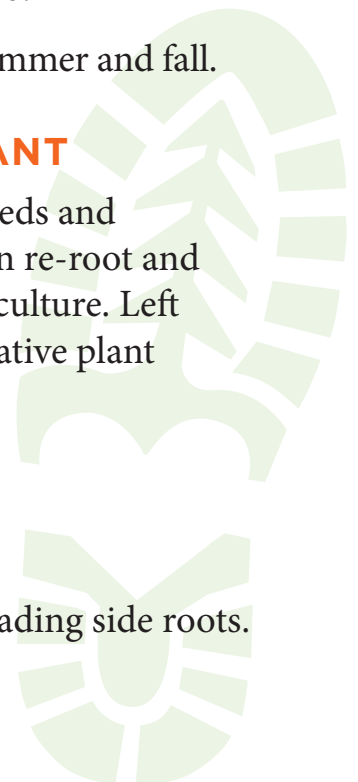 mmer and fall.
ANT
eds and
n re-root and
culture. Left
ative plant
ading side roots.